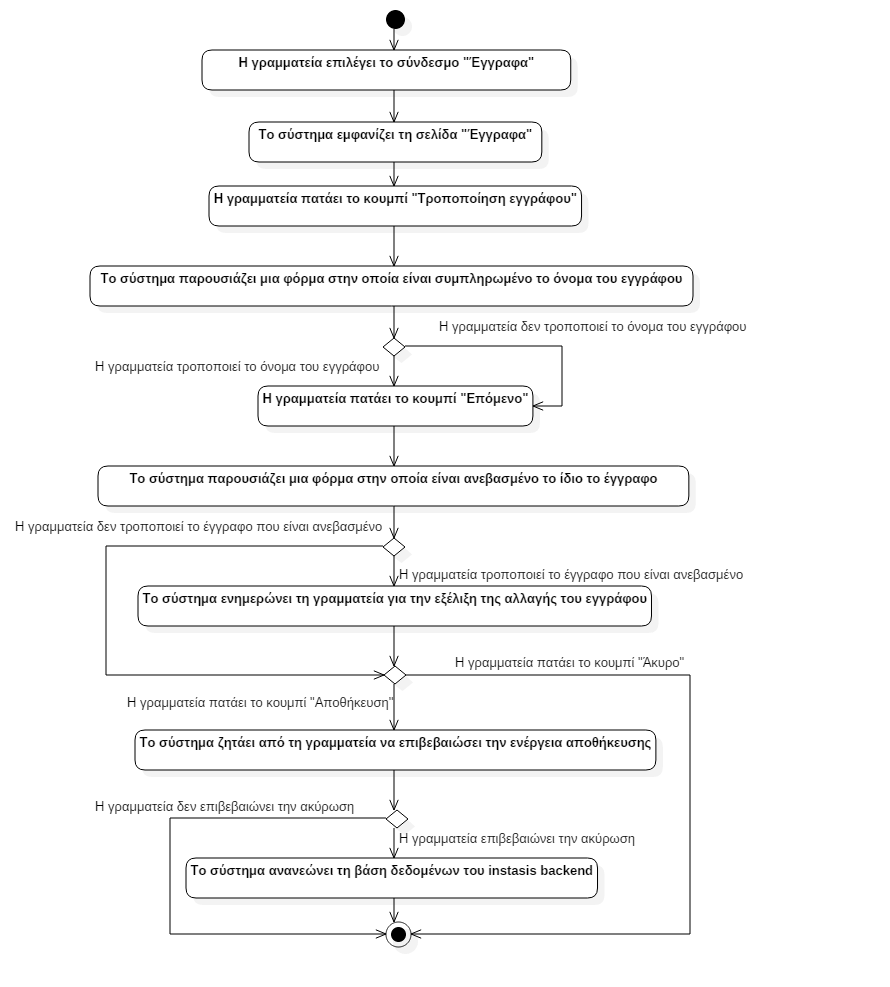 Η γραμματεία επιλέγει το σύνδεσμο "Έγγραφα"
Το σύστημα εμφανίζει τη σελίδα "Έγγραφα"
Η γραμματεία πατάει το κουμπί "Τροποποίηση εγγράφου"
Το σύστημα παρουσιάζει μια φόρμα στην οποία είναι συμπληρωμένο το όνομα του εγγράφου
Η γραμματεία δεν τροποποιεί το όνομα του εγγράφου
Η γραμματεία τροποποιεί το όνομα του εγγράφου
Η γραμματεία πατάει το κουμπί "Επόμενο"
Το σύστημα παρουσιάζει μια φόρμα στην οποία είναι ανεβασμένο το ίδιο το έγγραφο
Η γραμματεία δεν τροποποιεί το έγγραφο που είναι ανεβασμένο
Η γραμματεία τροποποιεί το έγγραφο που είναι ανεβασμένο
Το σύστημα ενημερώνει τη γραμματεία για την εξέλιξη της αλλαγής του εγγράφου
Η γραμματεία πατάει το κουμπί "Άκυρο"
Η γραμματεία πατάει το κουμπί "Αποθήκευση"
Το σύστημα ζητάει από τη γραμματεία να επιβεβαιώσει την ενέργεια αποθήκευσης
Η γραμματεία δεν επιβεβαιώνει την ακύρωση
Η γραμματεία επιβεβαιώνει την ακύρωση
Το σύστημα ανανεώνει τη βάση δεδομένων του instasis backend